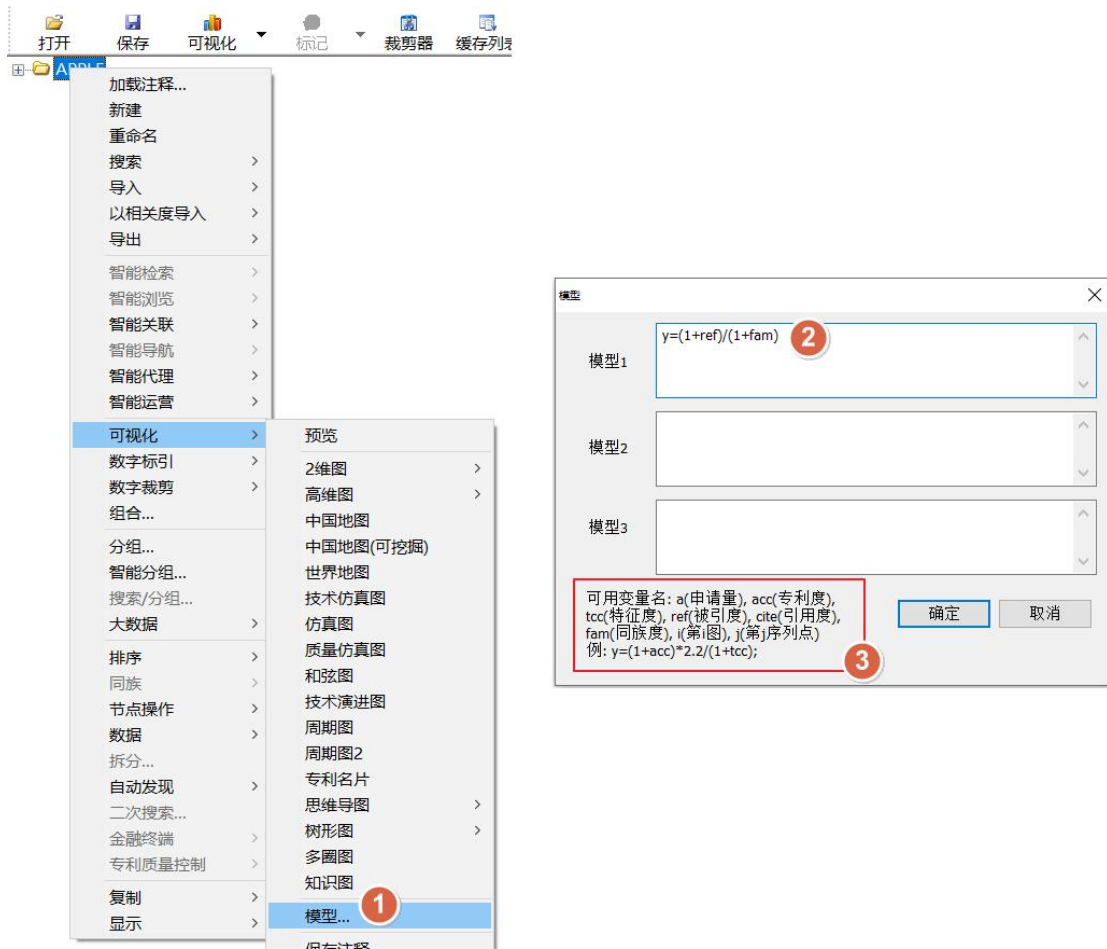 打开 保存 可视化 标记 裁剪器 缓存列表
APPLE
加载注释...
新建
重命名
搜索
导入
以相关度导入
导出
智能检索
智能浏览
智能关联
智能导航
智能代理
智能运营
可视化
数字标引
数字裁剪
组合...
分组...
智能分组...
搜索/分组...
大数据
排序
同族
节点操作
数据
拆分...
自动发现
二次搜索...
金融终端
专利质量控制
复制
显示
预览
2维图
高维图
中国地图
中国地图(可挖掘)
世界地图
技术仿真图
仿真图
质量仿真图
和弦图
技术演进图
周期图
周期图2
专利名片
思维导图
树形图
多圈图
知识图
模型... 1
保存注释
模型
模型1 y=(1+ref)/(1+fam) 2
模型2
模型3
可用变量名: a(申请量), acc(专利度),
tcc(特征度), ref(被引度), cite(引用度),
fam(同族度), i(第i图), j(第j序列点)
例: y=(1+acc)*2.2/(1+tcc);
3
确定 取消